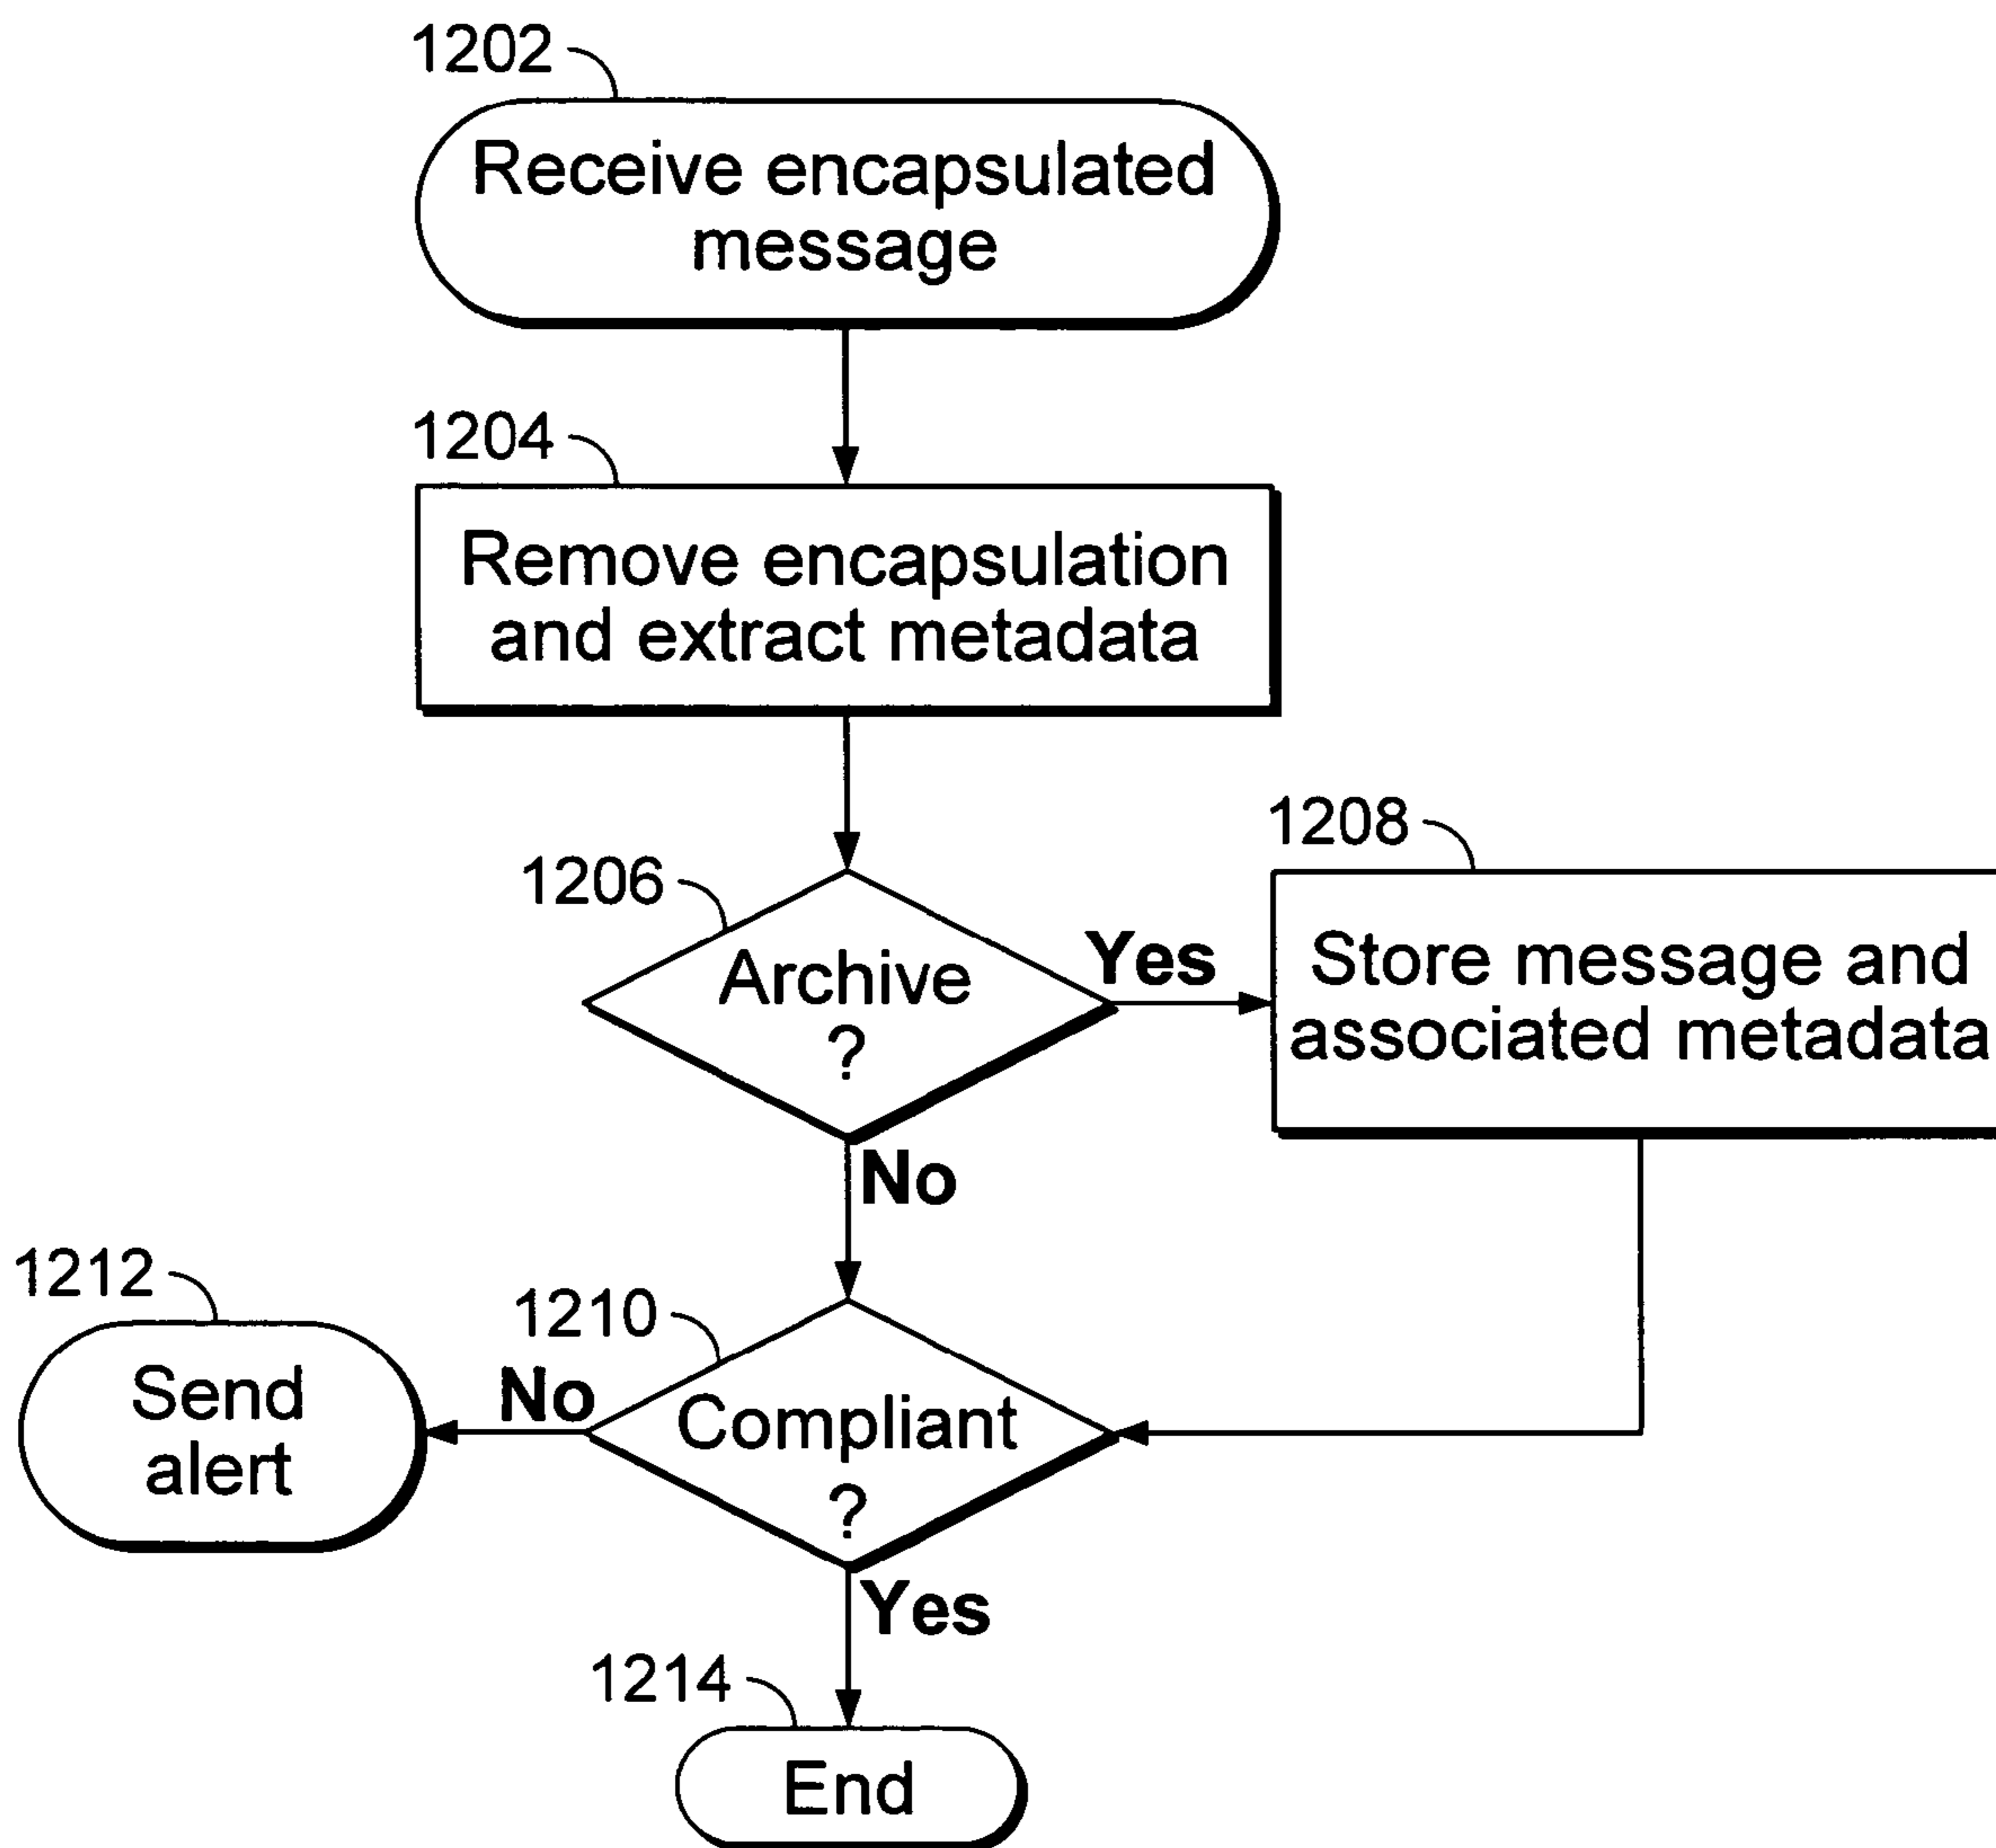 1202
Receive encapsulated
message
1204
Remove encapsulation
and extract metadata
1206
Archive
?
Yes
1208
Store message and
associated metadata
No
1212
Send
alert
No
1210
Compliant
?
Yes
1214
End